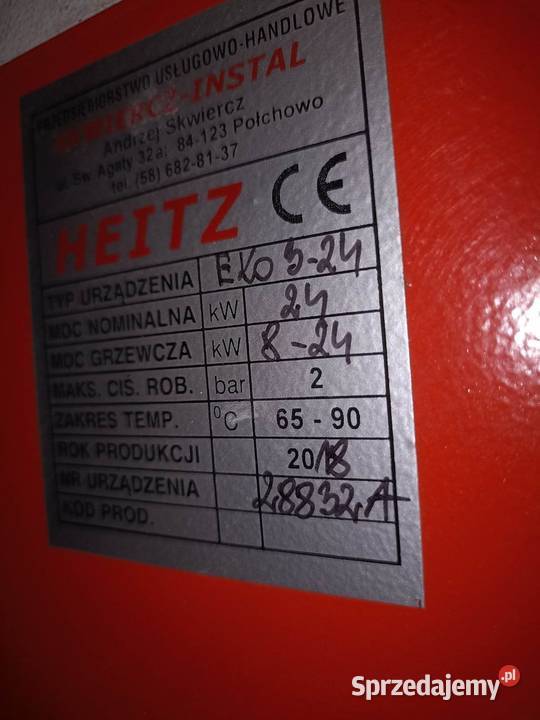 PRZEDSIĘBIORSTWO USŁUGOWO-HANDLOWE
SKWIERCZ-INSTAL
Andrzej Skwiercz
ul. Św. Agaty 32a; 84-123 Połchowo
tel. (58) 682-81-37
HEITZ CE
TYP URZĄDZENIA EKO S-24
MOC NOMINALNA kW 24
MOC GRZEWCZA kW 8-24
MAKS. CIŚ. ROB. bar 2
ZAKRES TEMP. °C 65 - 90
ROK PRODUKCJI 2018
NR URZĄDZENIA 28832A
KOD PROD.
Sprzedajemy.pl